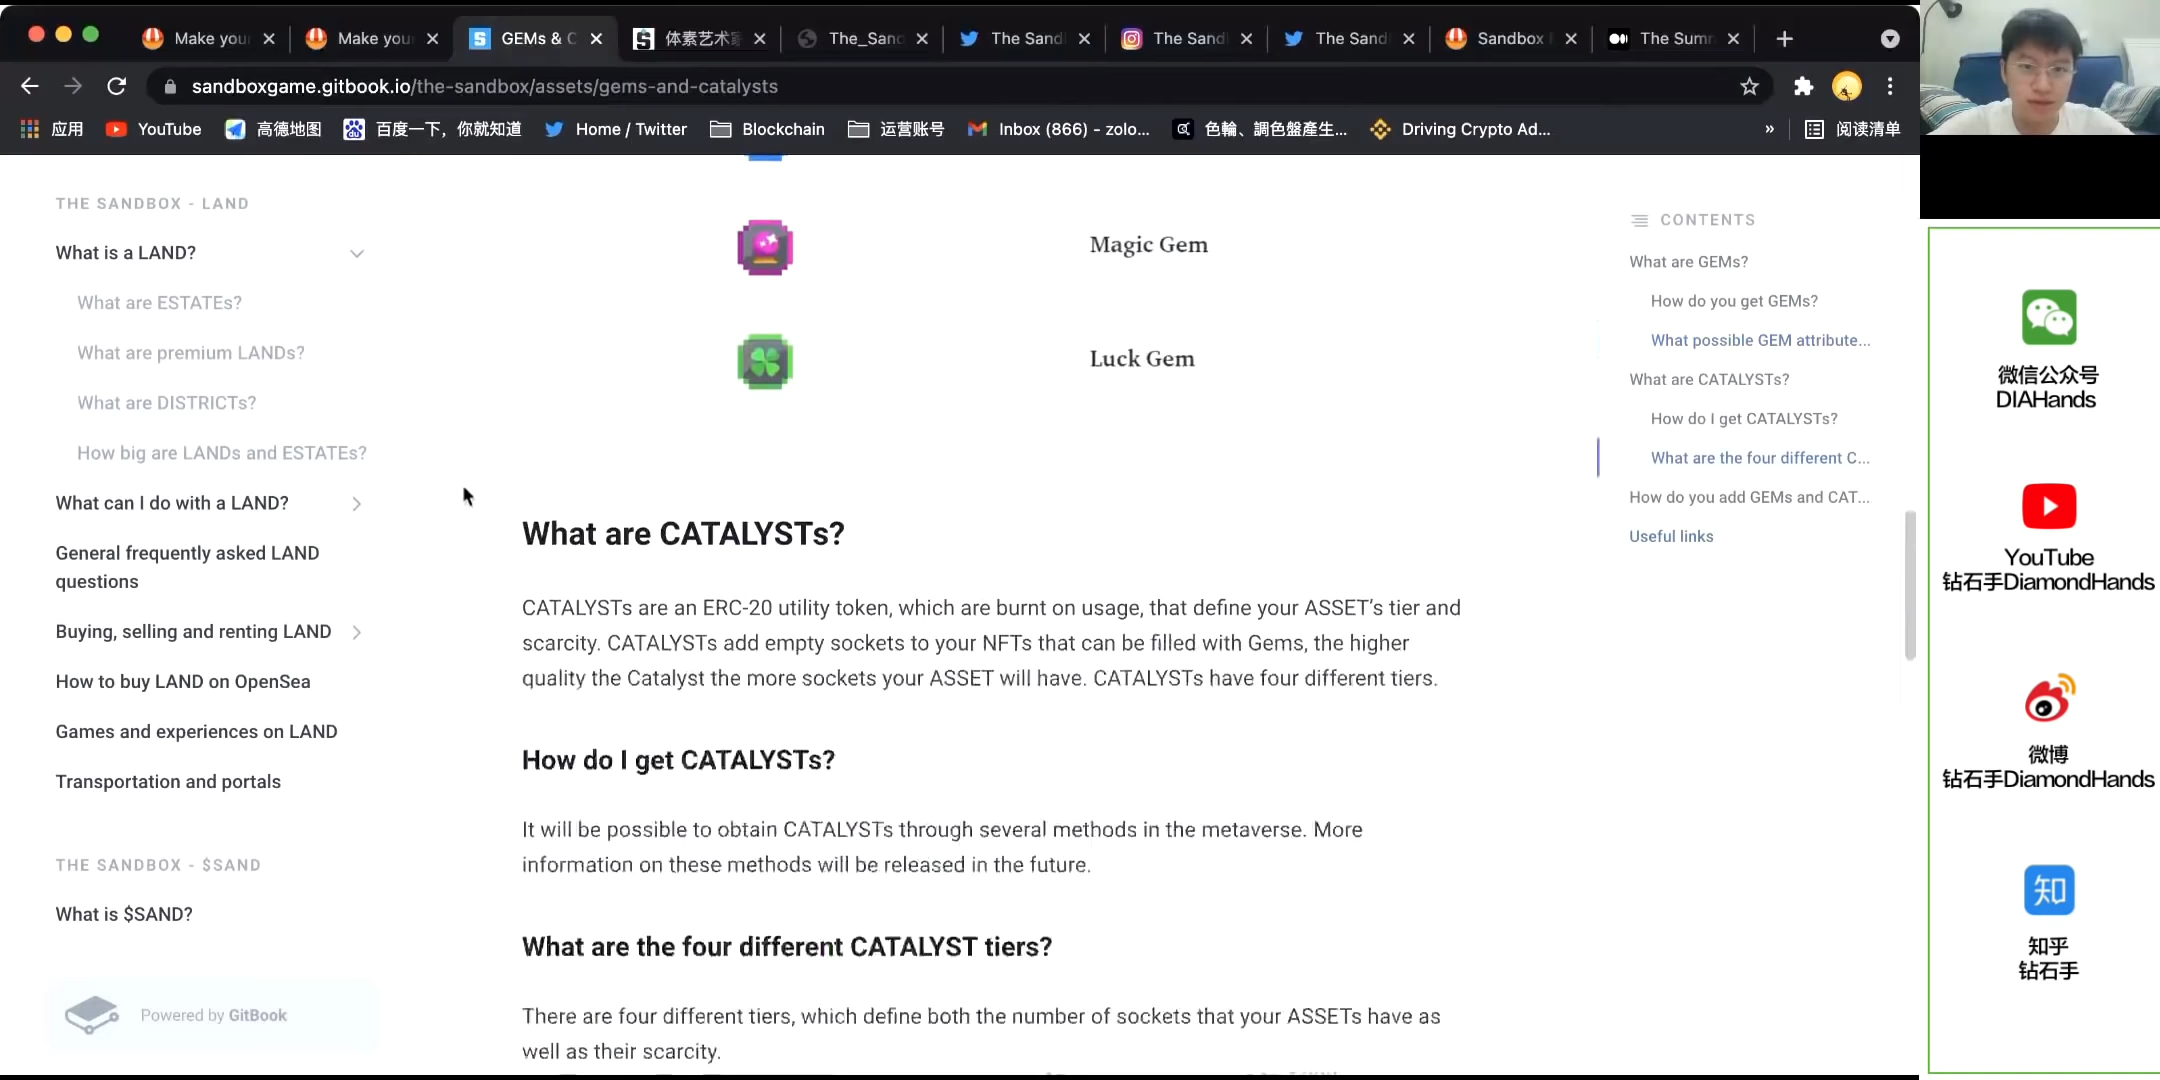 Make you
Make you
GEMs & C
体素艺术家
The_Sand
The Sand
The Sand
The Sand
Sandbox
The Sum
sandboxgame.gitbook.io/the-sandbox/assets/gems-and-catalysts
应用
YouTube
高德地图
百度一下，你就知道
Home / Twitter
Blockchain
运营账号
Inbox (866) - zolo...
色輪、調色盤產生...
Driving Crypto Ad...
»
阅读清单
THE SANDBOX - LAND
What is a LAND?
What are ESTATEs?
What are premium LANDs?
What are DISTRICTs?
How big are LANDs and ESTATEs?
What can I do with a LAND?
General frequently asked LAND
questions
Buying, selling and renting LAND
How to buy LAND on OpenSea
Games and experiences on LAND
Transportation and portals
THE SANDBOX - $SAND
What is $SAND?
Powered by GitBook
Magic Gem
Luck Gem
What are CATALYSTs?
CATALYSTs are an ERC-20 utility token, which are burnt on usage, that define your ASSET's tier and
scarcity. CATALYSTs add empty sockets to your NFTs that can be filled with Gems, the higher
quality the Catalyst the more sockets your ASSET will have. CATALYSTs have four different tiers.
How do I get CATALYSTs?
It will be possible to obtain CATALYSTs through several methods in the metaverse. More
information on these methods will be released in the future.
What are the four different CATALYST tiers?
There are four different tiers, which define both the number of sockets that your ASSETs have as
well as their scarcity.
CONTENTS
What are GEMs?
How do you get GEMs?
What possible GEM attribute...
What are CATALYSTs?
How do I get CATALYSTs?
What are the four different C...
How do you add GEMs and CAT...
Useful links
微信公众号
DIAHands
YouTube
钻石手DiamondHands
微博
钻石手DiamondHands
知
知乎
钻石手